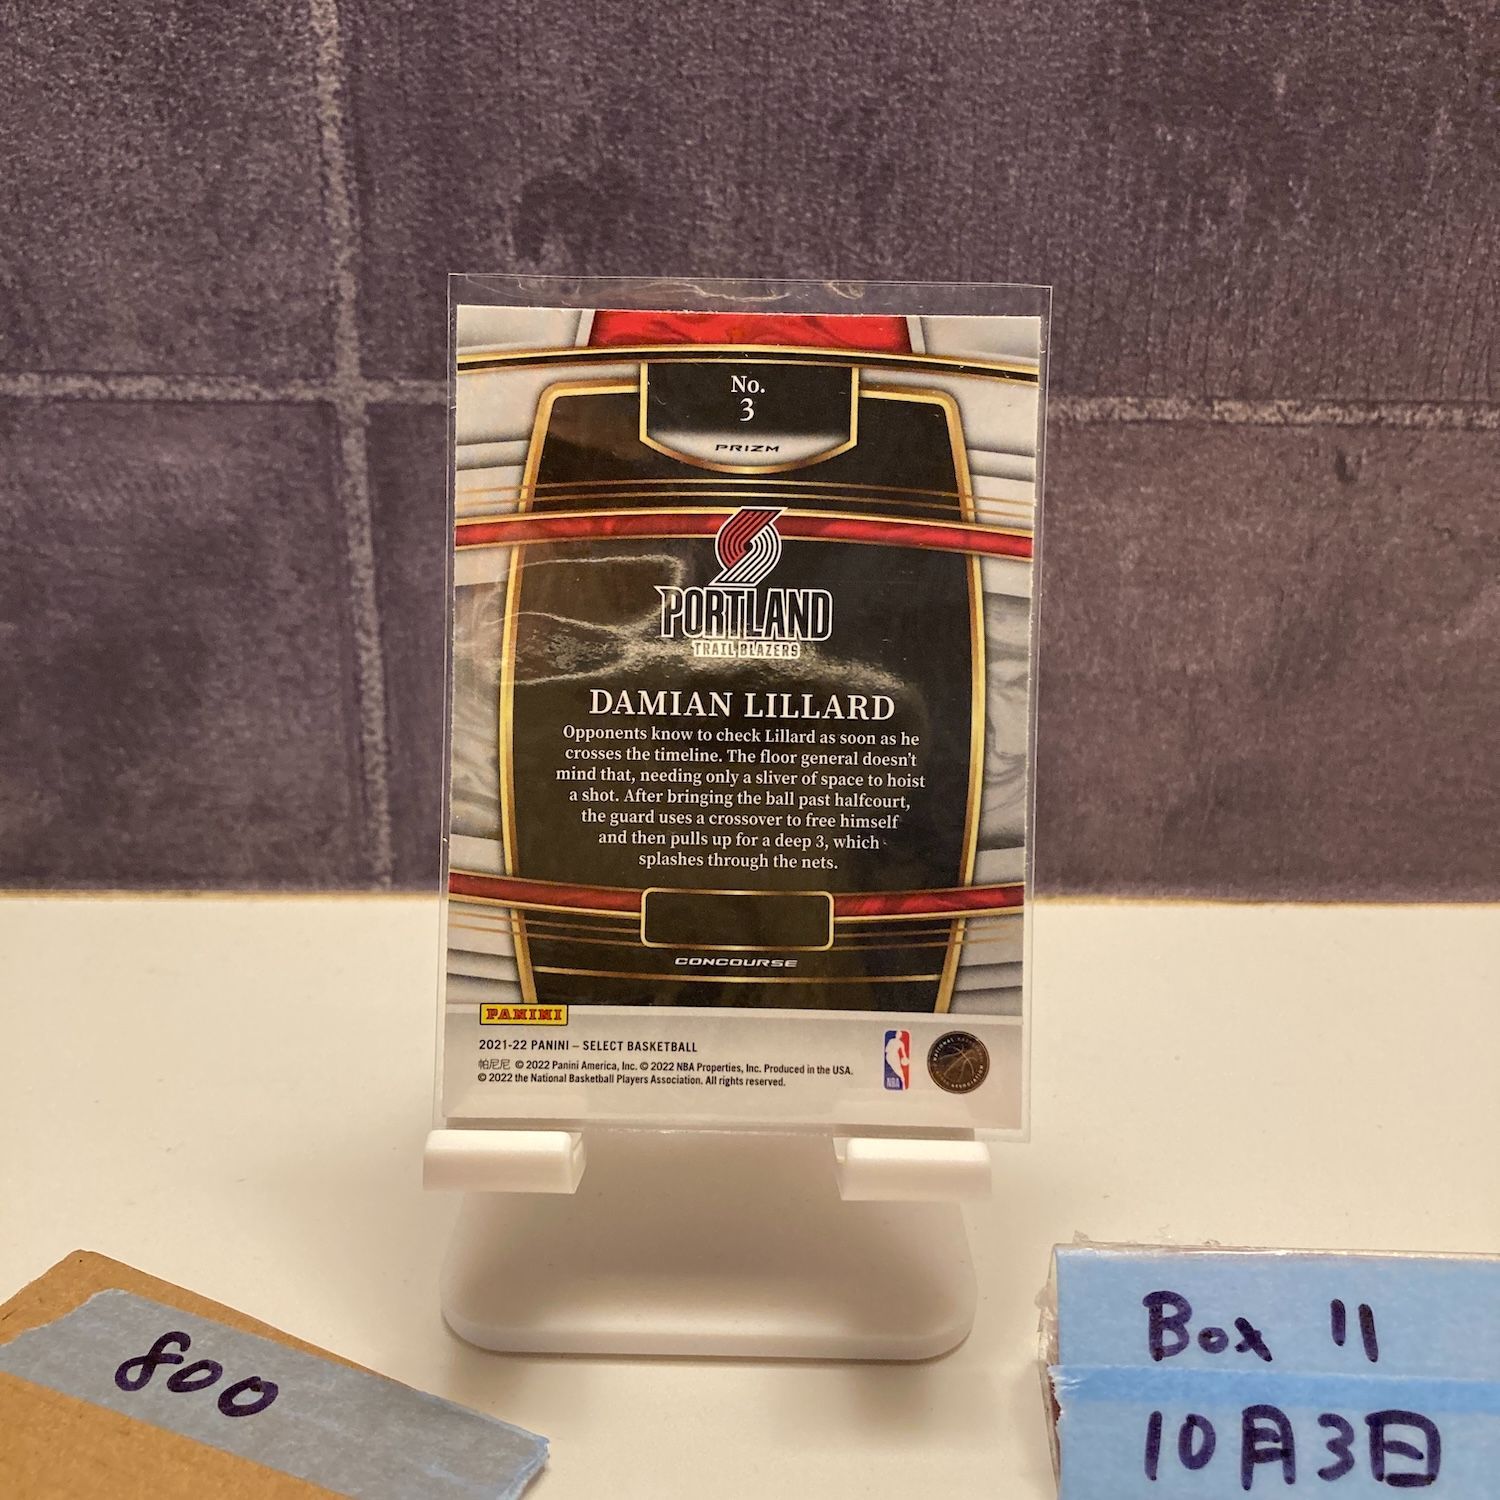 No.
3
PRIZM
PORTLAND
TRAIL BLAZERS
DAMIAN LILLARD
Opponents know to check Lillard as soon as he
crosses the timeline. The floor general doesn't
mind that, needing only a sliver of space to hoist
a shot. After bringing the ball past halfcourt,
the guard uses a crossover to free himself
and then pulls up for a deep 3, which
splashes through the nets.
CONCOURSE
PANINI
2021-22 PANINI – SELECT BASKETBALL
帕尼尼 © 2022 Panini America, Inc. © 2022 NBA Properties, Inc. Produced in the USA.
© 2022 the National Basketball Players Association. All rights reserved.
NBA
800
Box 11
10月3日